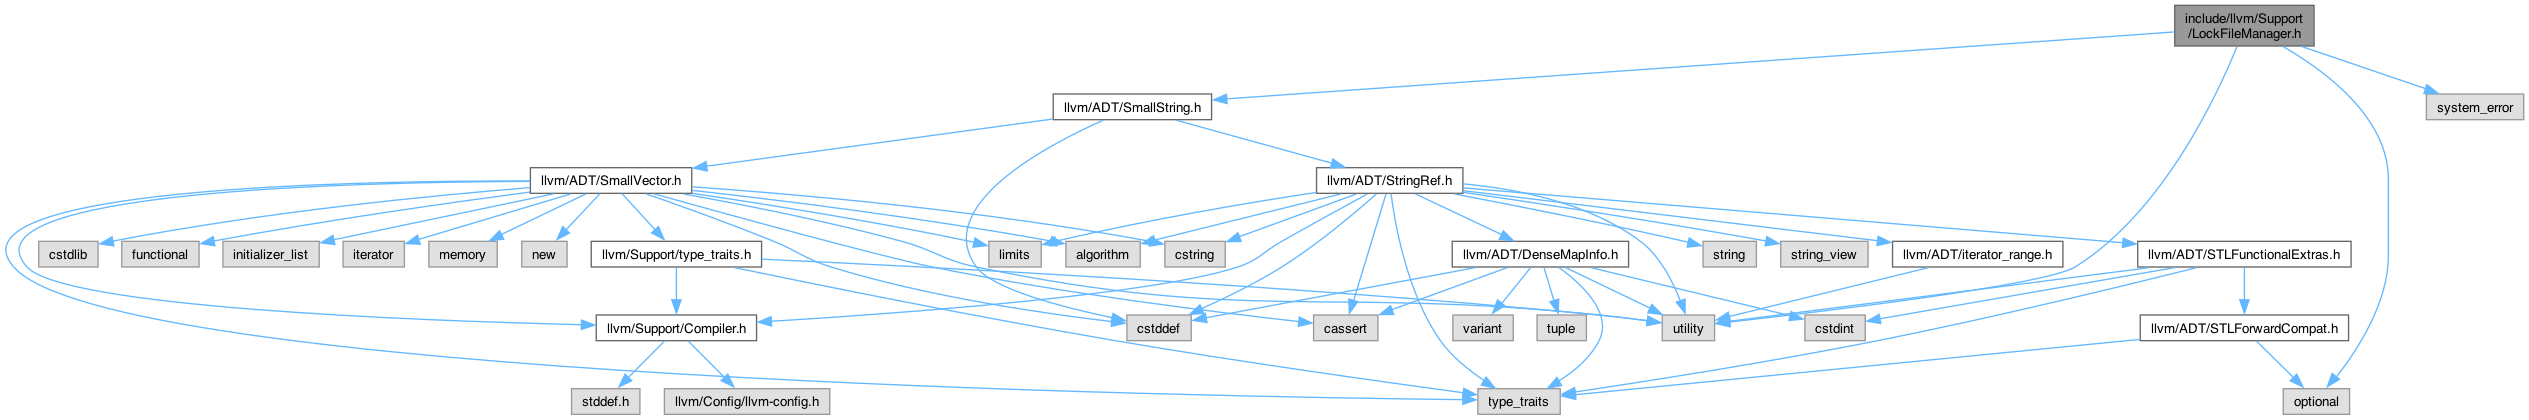 include/llvm/Support
/LockFileManager.h
llvm/ADT/SmallString.h
system_error
llvm/ADT/SmallVector.h
llvm/ADT/StringRef.h
cstdlib
functional
initializer_list
iterator
memory
new
llvm/Support/type_traits.h
limits
algorithm
cstring
llvm/ADT/DenseMapInfo.h
string
string_view
llvm/ADT/iterator_range.h
llvm/ADT/STLFunctionalExtras.h
llvm/Support/Compiler.h
cstddef
cassert
variant
tuple
utility
cstdint
llvm/ADT/STLForwardCompat.h
stddef.h
llvm/Config/llvm-config.h
type_traits
optional